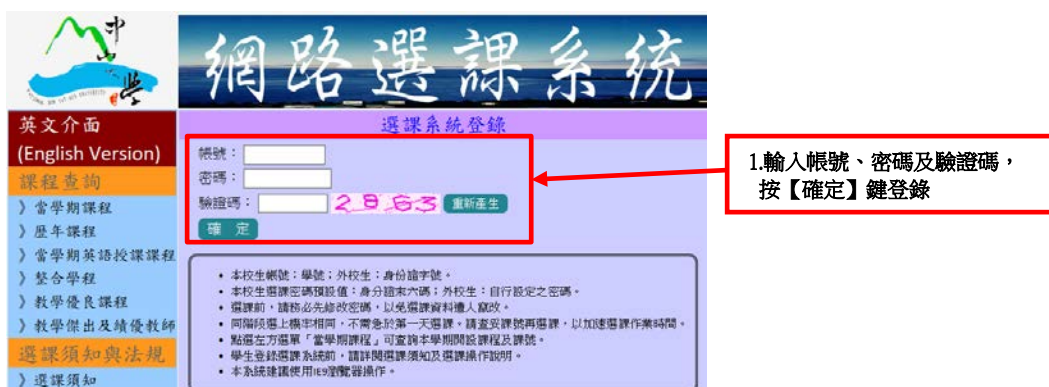 中山大學
網路選課系統
英文介面
(English Version)
課程查詢
》當學期課程
》歷年課程
》當學期英語授課課程
》整合學程
》教學優良課程
》教學傑出及績優教師
選課須知與法規
》選課須知
選課系統登錄
帳號：
密碼：
驗證碼： 2863 重新產生
確 定
• 本校生帳號：學號；外校生：身份證字號。
• 本校生選課密碼預設值：身分證末六碼；外校生：自行設定之密碼。
• 選課前，請務必先修改密碼，以免選課資料遭人竄改。
• 同階段選上機率相同，不需急於第一天選課。請查妥課號再選課，以加速選課作業時間。
• 點選左方選單「當學期課程」可查詢本學期開設課程及課號。
• 學生登錄選課系統前，請詳閱選課須知及選課操作說明。
• 本系統建議使用IE9瀏覽器操作。
1.輸入帳號、密碼及驗證碼，
按【確定】鍵登錄